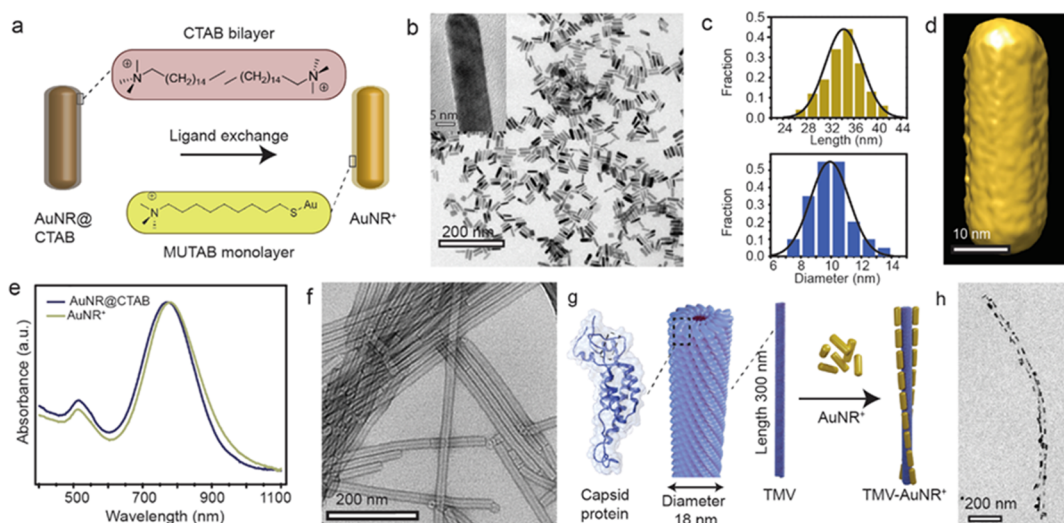 a
CTAB bilayer
⊕
N
(CH2)14
(CH2)14
N
⊕
Ligand exchange
AuNR@
CTAB
AuNR⁺
⊕
N
S
Au
MUTAB monolayer
b
5 nm
200 nm
c
Fraction
0.5
0.4
0.3
0.2
0.1
0.0
24 28 32 36 40 44
Length (nm)
Fraction
0.5
0.4
0.3
0.2
0.1
0.0
6 8 10 12 14
Diameter (nm)
d
10 nm
e
Absorbance (a.u.)
AuNR@CTAB
AuNR⁺
500 700 900 1100
Wavelength (nm)
f
200 nm
g
Capsid
protein
Diameter
18 nm
Length 300 nm
TMV
AuNR⁺
TMV-AuNR⁺
h
200 nm